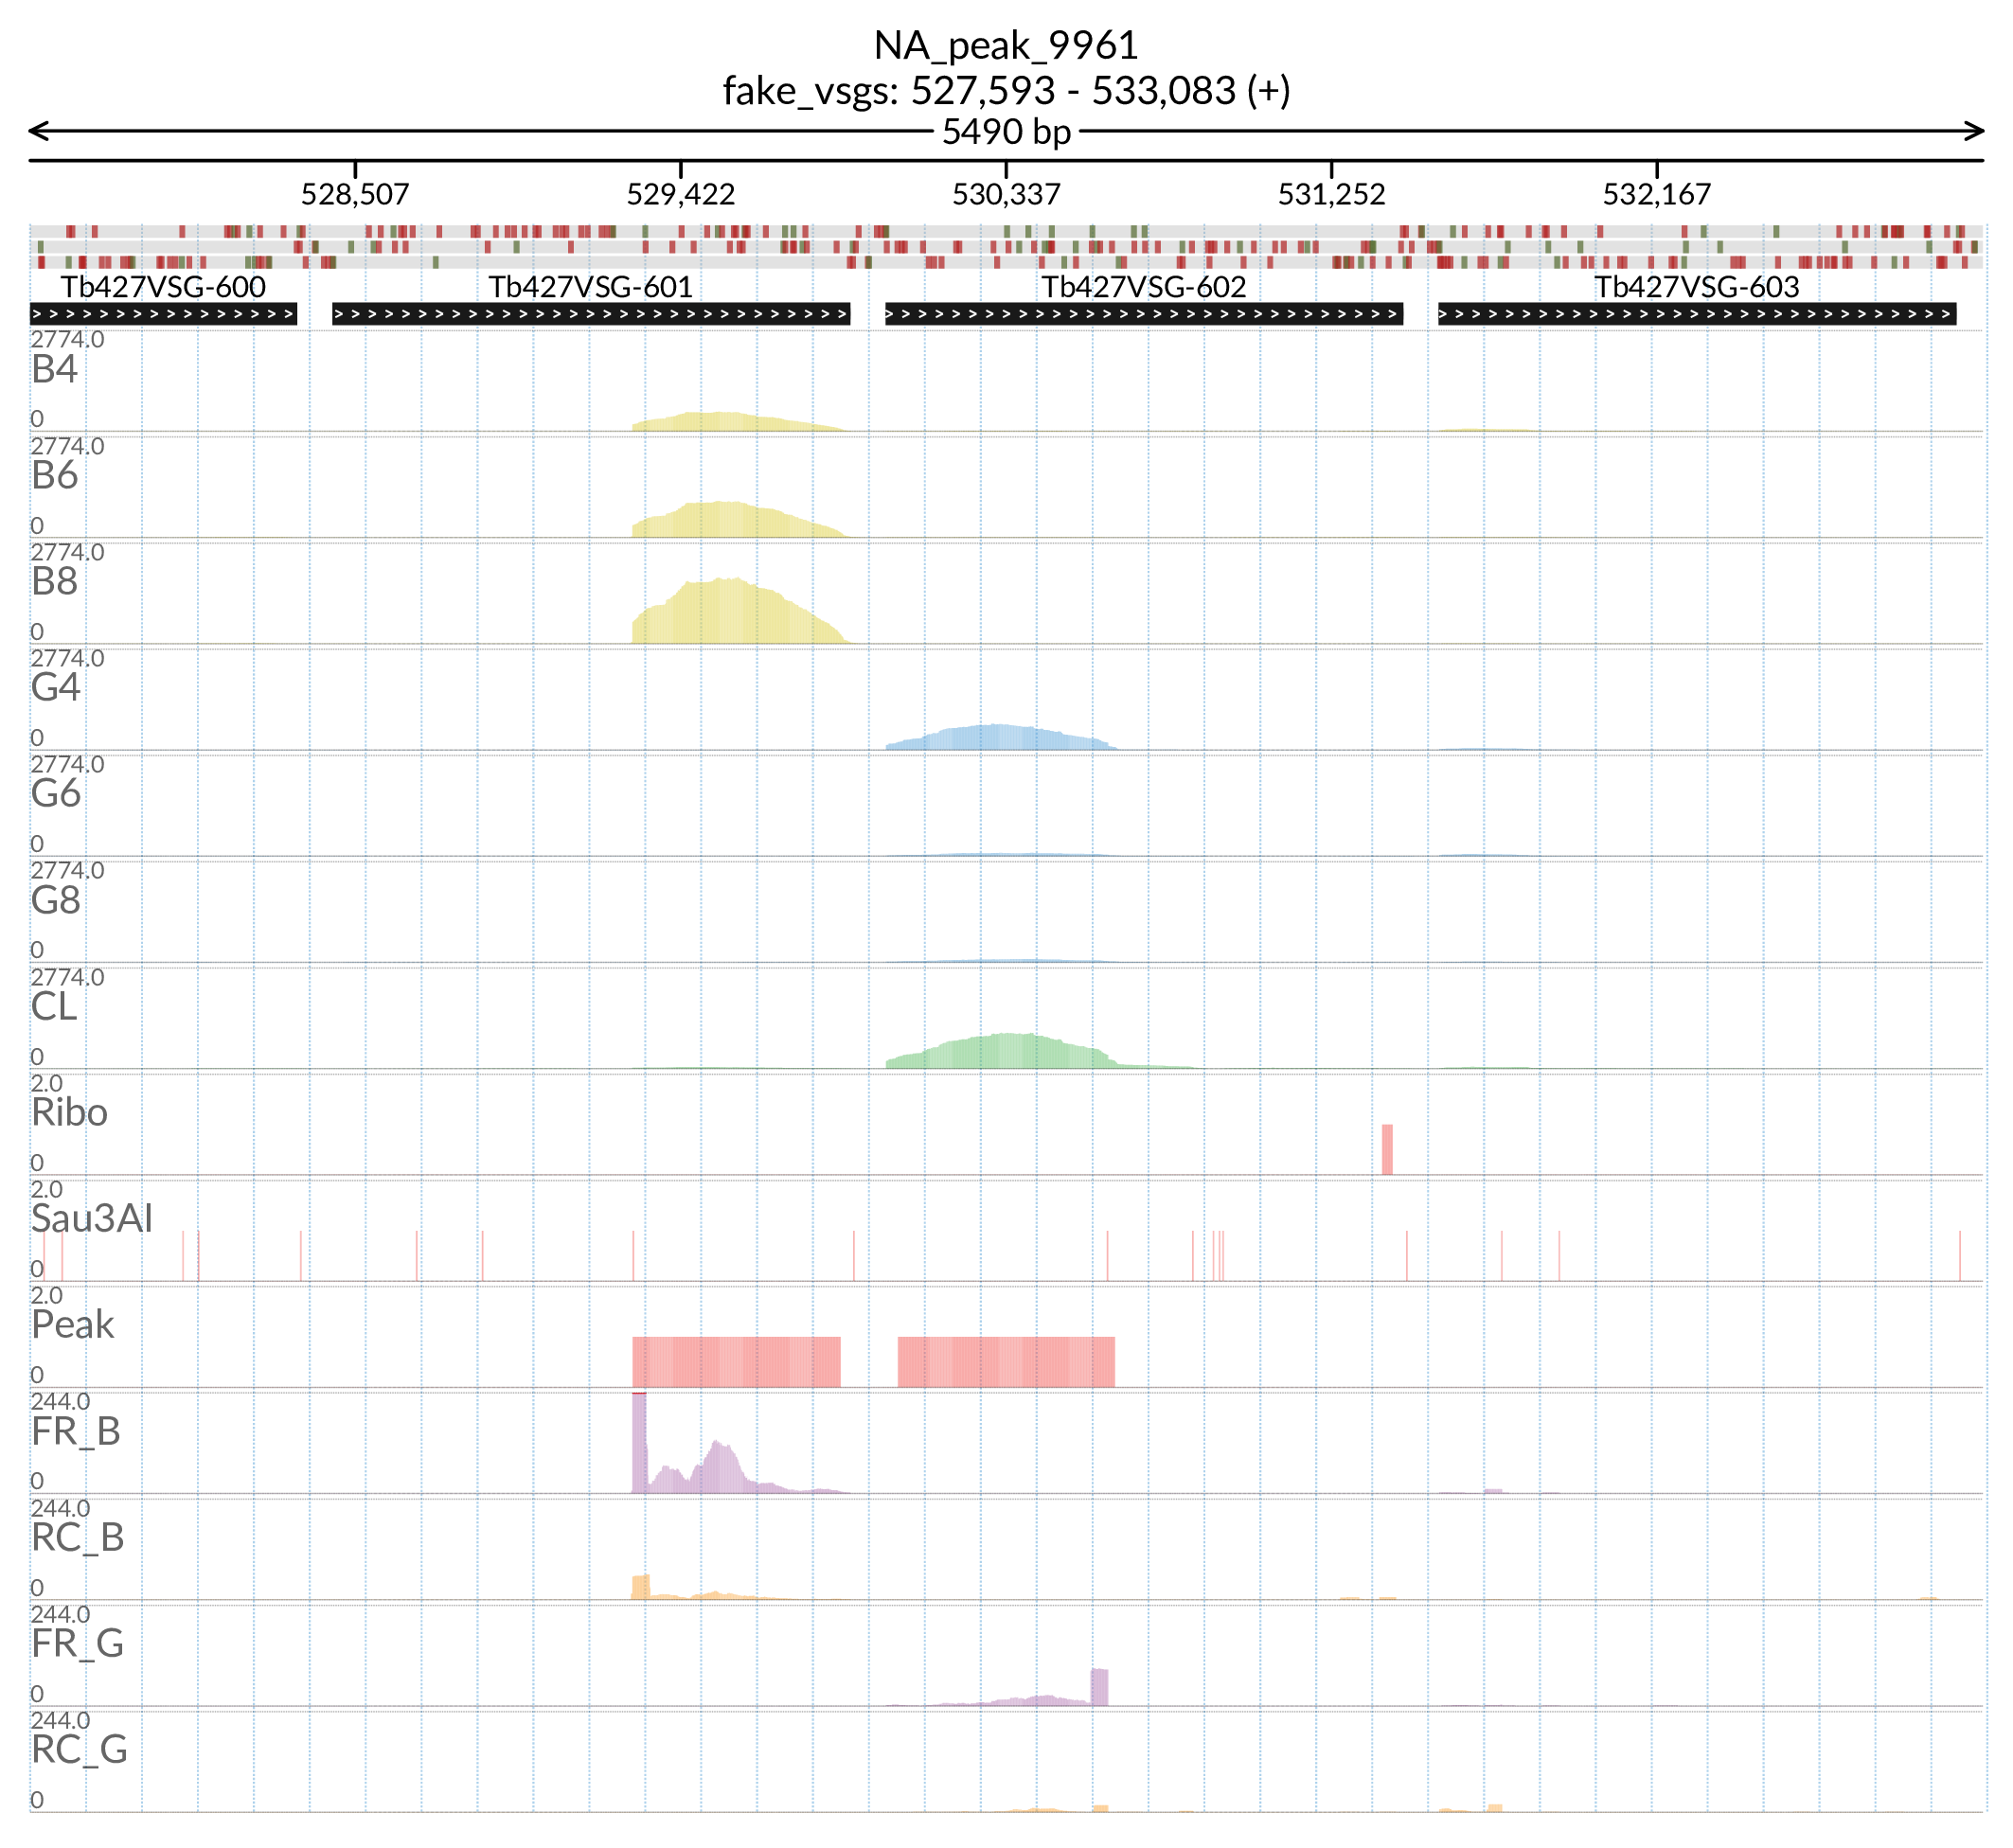 NA_peak_9961
fake_vsgs: 527,593 - 533,083 (+)
5490 bp
528,507 529,422 530,337 531,252 532,167
Tb427VSG-600 Tb427VSG-601 Tb427VSG-602 Tb427VSG-603
2774.0
B4
0
2774.0
B6
0
2774.0
B8
0
2774.0
G4
0
2774.0
G6
0
2774.0
G8
0
2774.0
CL
0
2.0
Ribo
0
2.0
Sau3AI
0
2.0
Peak
0
244.0
FR_B
0
244.0
RC_B
0
244.0
FR_G
0
244.0
RC_G
0